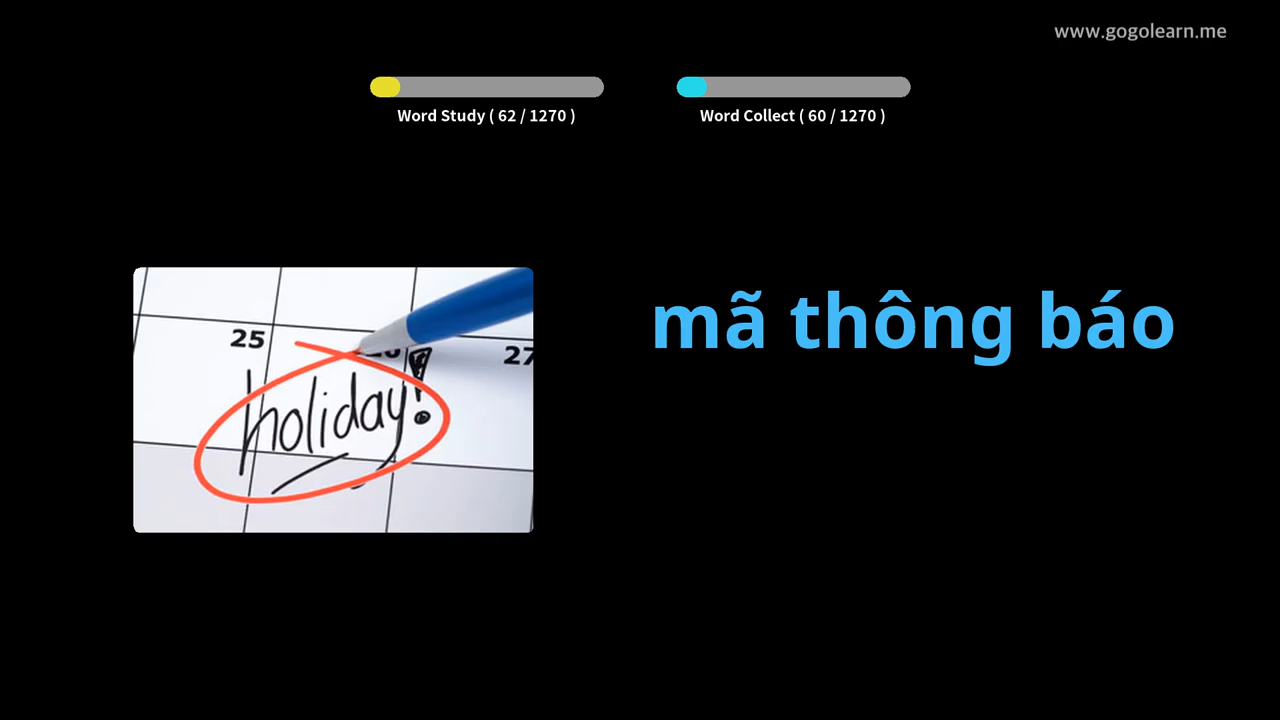 www.gogolearn.me
Word Study ( 62 / 1270 )
Word Collect ( 60 / 1270 )
mã thông báo
25
27
holiday!